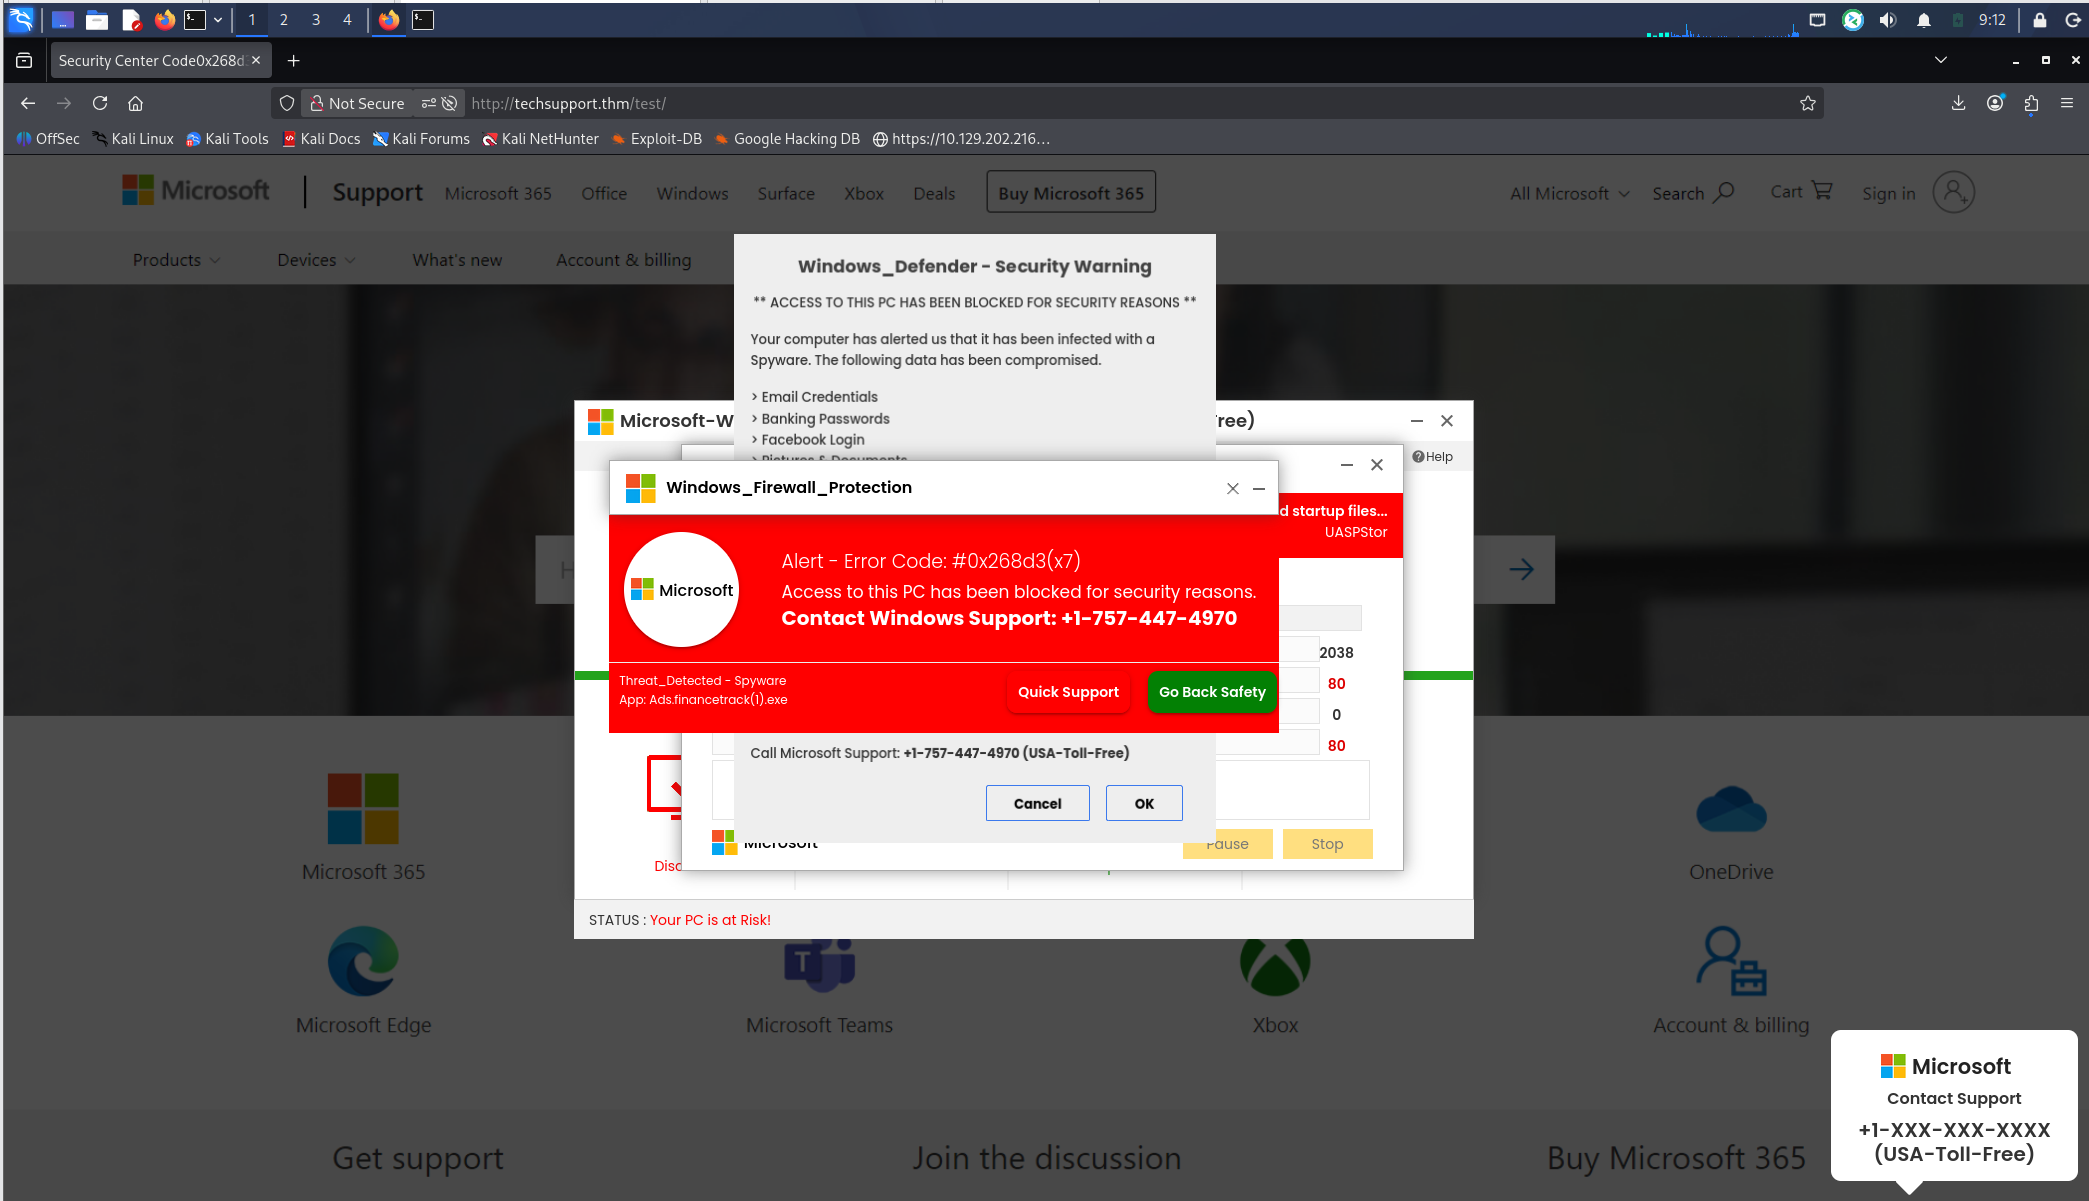 1 2 3 4
9:12
Security Center Code0x268d
Not Secure
http://techsupport.thm/test/
OffSec Kali Linux Kali Tools Kali Docs Kali Forums Kali NetHunter Exploit-DB Google Hacking DB https://10.129.202.216...
Microsoft
Support Microsoft 365 Office Windows Surface Xbox Deals Buy Microsoft 365
All Microsoft Search Cart Sign in
Products Devices What's new Account & billing
Windows_Defender - Security Warning
** ACCESS TO THIS PC HAS BEEN BLOCKED FOR SECURITY REASONS **
Your computer has alerted us that it has been infected with a
Spyware. The following data has been compromised.
> Email Credentials
> Banking Passwords
> Facebook Login
> Pictures & Documents
Microsoft-W
ree)
Help
Windows_Firewall_Protection
d startup files...
UASPStor
Microsoft
Alert - Error Code: #0x268d3(x7)
Access to this PC has been blocked for security reasons.
Contact Windows Support: +1-757-447-4970
2038
80
0
80
Threat_Detected - Spyware
App: Ads.financetrack(1).exe
Quick Support
Go Back Safety
Call Microsoft Support: +1-757-447-4970 (USA-Toll-Free)
Cancel
OK
Microsoft
Pause
Stop
Disc
STATUS : Your PC is at Risk!
H
Microsoft 365
OneDrive
Microsoft Edge
Microsoft Teams
Xbox
Account & billing
Get support
Join the discussion
Buy Microsoft 365
Microsoft
Contact Support
+1-XXX-XXX-XXXX
(USA-Toll-Free)